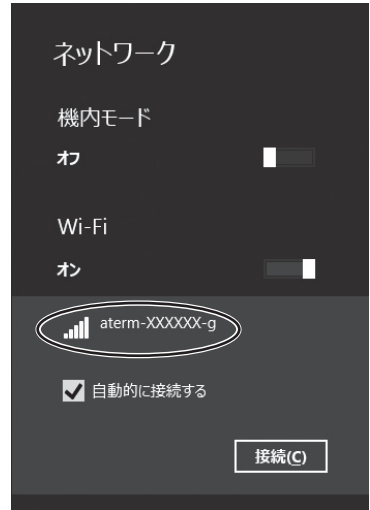 ネットワーク
機内モード
オフ
Wi-Fi
オン
aterm-XXXXXX-g
自動的に接続する
接続(C)